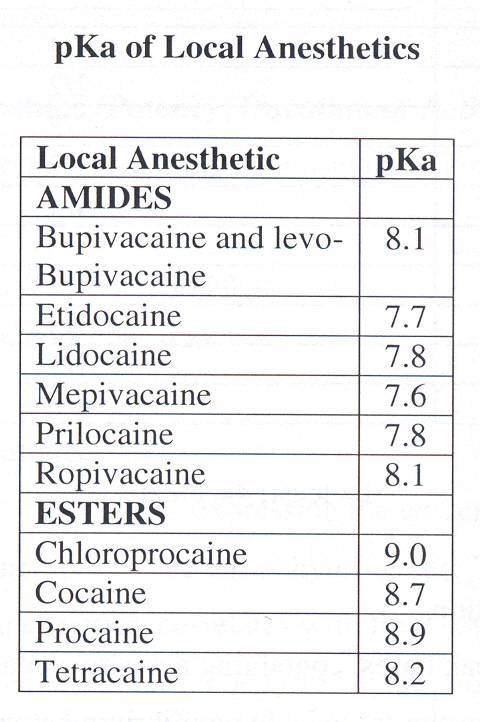 pKa of Local Anesthetics
Local Anesthetic pKa
AMIDES
Bupivacaine and levo- 8.1
Bupivacaine
Etidocaine 7.7
Lidocaine 7.8
Mepivacaine 7.6
Prilocaine 7.8
Ropivacaine 8.1
ESTERS
Chloroprocaine 9.0
Cocaine 8.7
Procaine 8.9
Tetracaine 8.2